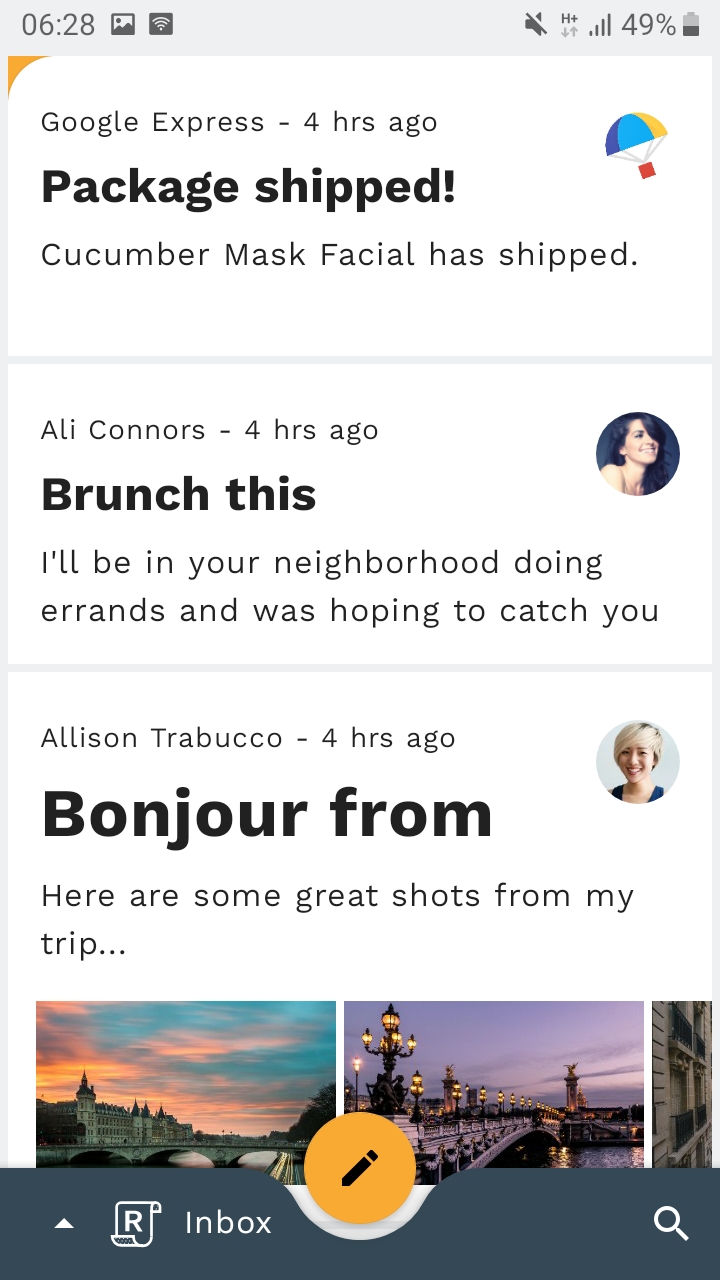 06:28
H+ 49%
Google Express - 4 hrs ago
Package shipped!
Cucumber Mask Facial has shipped.
Ali Connors - 4 hrs ago
Brunch this
I'll be in your neighborhood doing
errands and was hoping to catch you
Allison Trabucco - 4 hrs ago
Bonjour from
Here are some great shots from my
trip...
R Inbox